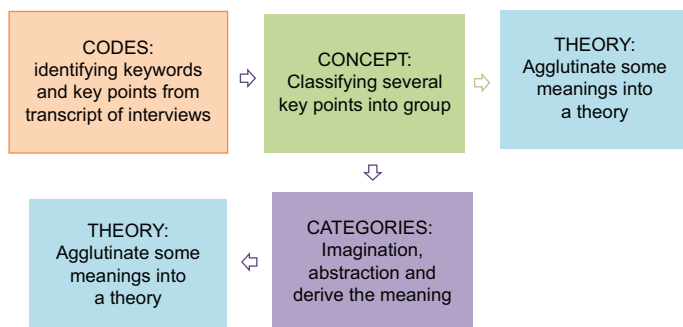 CODES:
identifying keywords
and key points from
transcript of interviews
CONCEPT:
Classifying several
key points into group
THEORY:
Agglutinate some
meanings into
a theory
THEORY:
Agglutinate some
meanings into
a theory
CATEGORIES:
Imagination,
abstraction and
derive the meaning